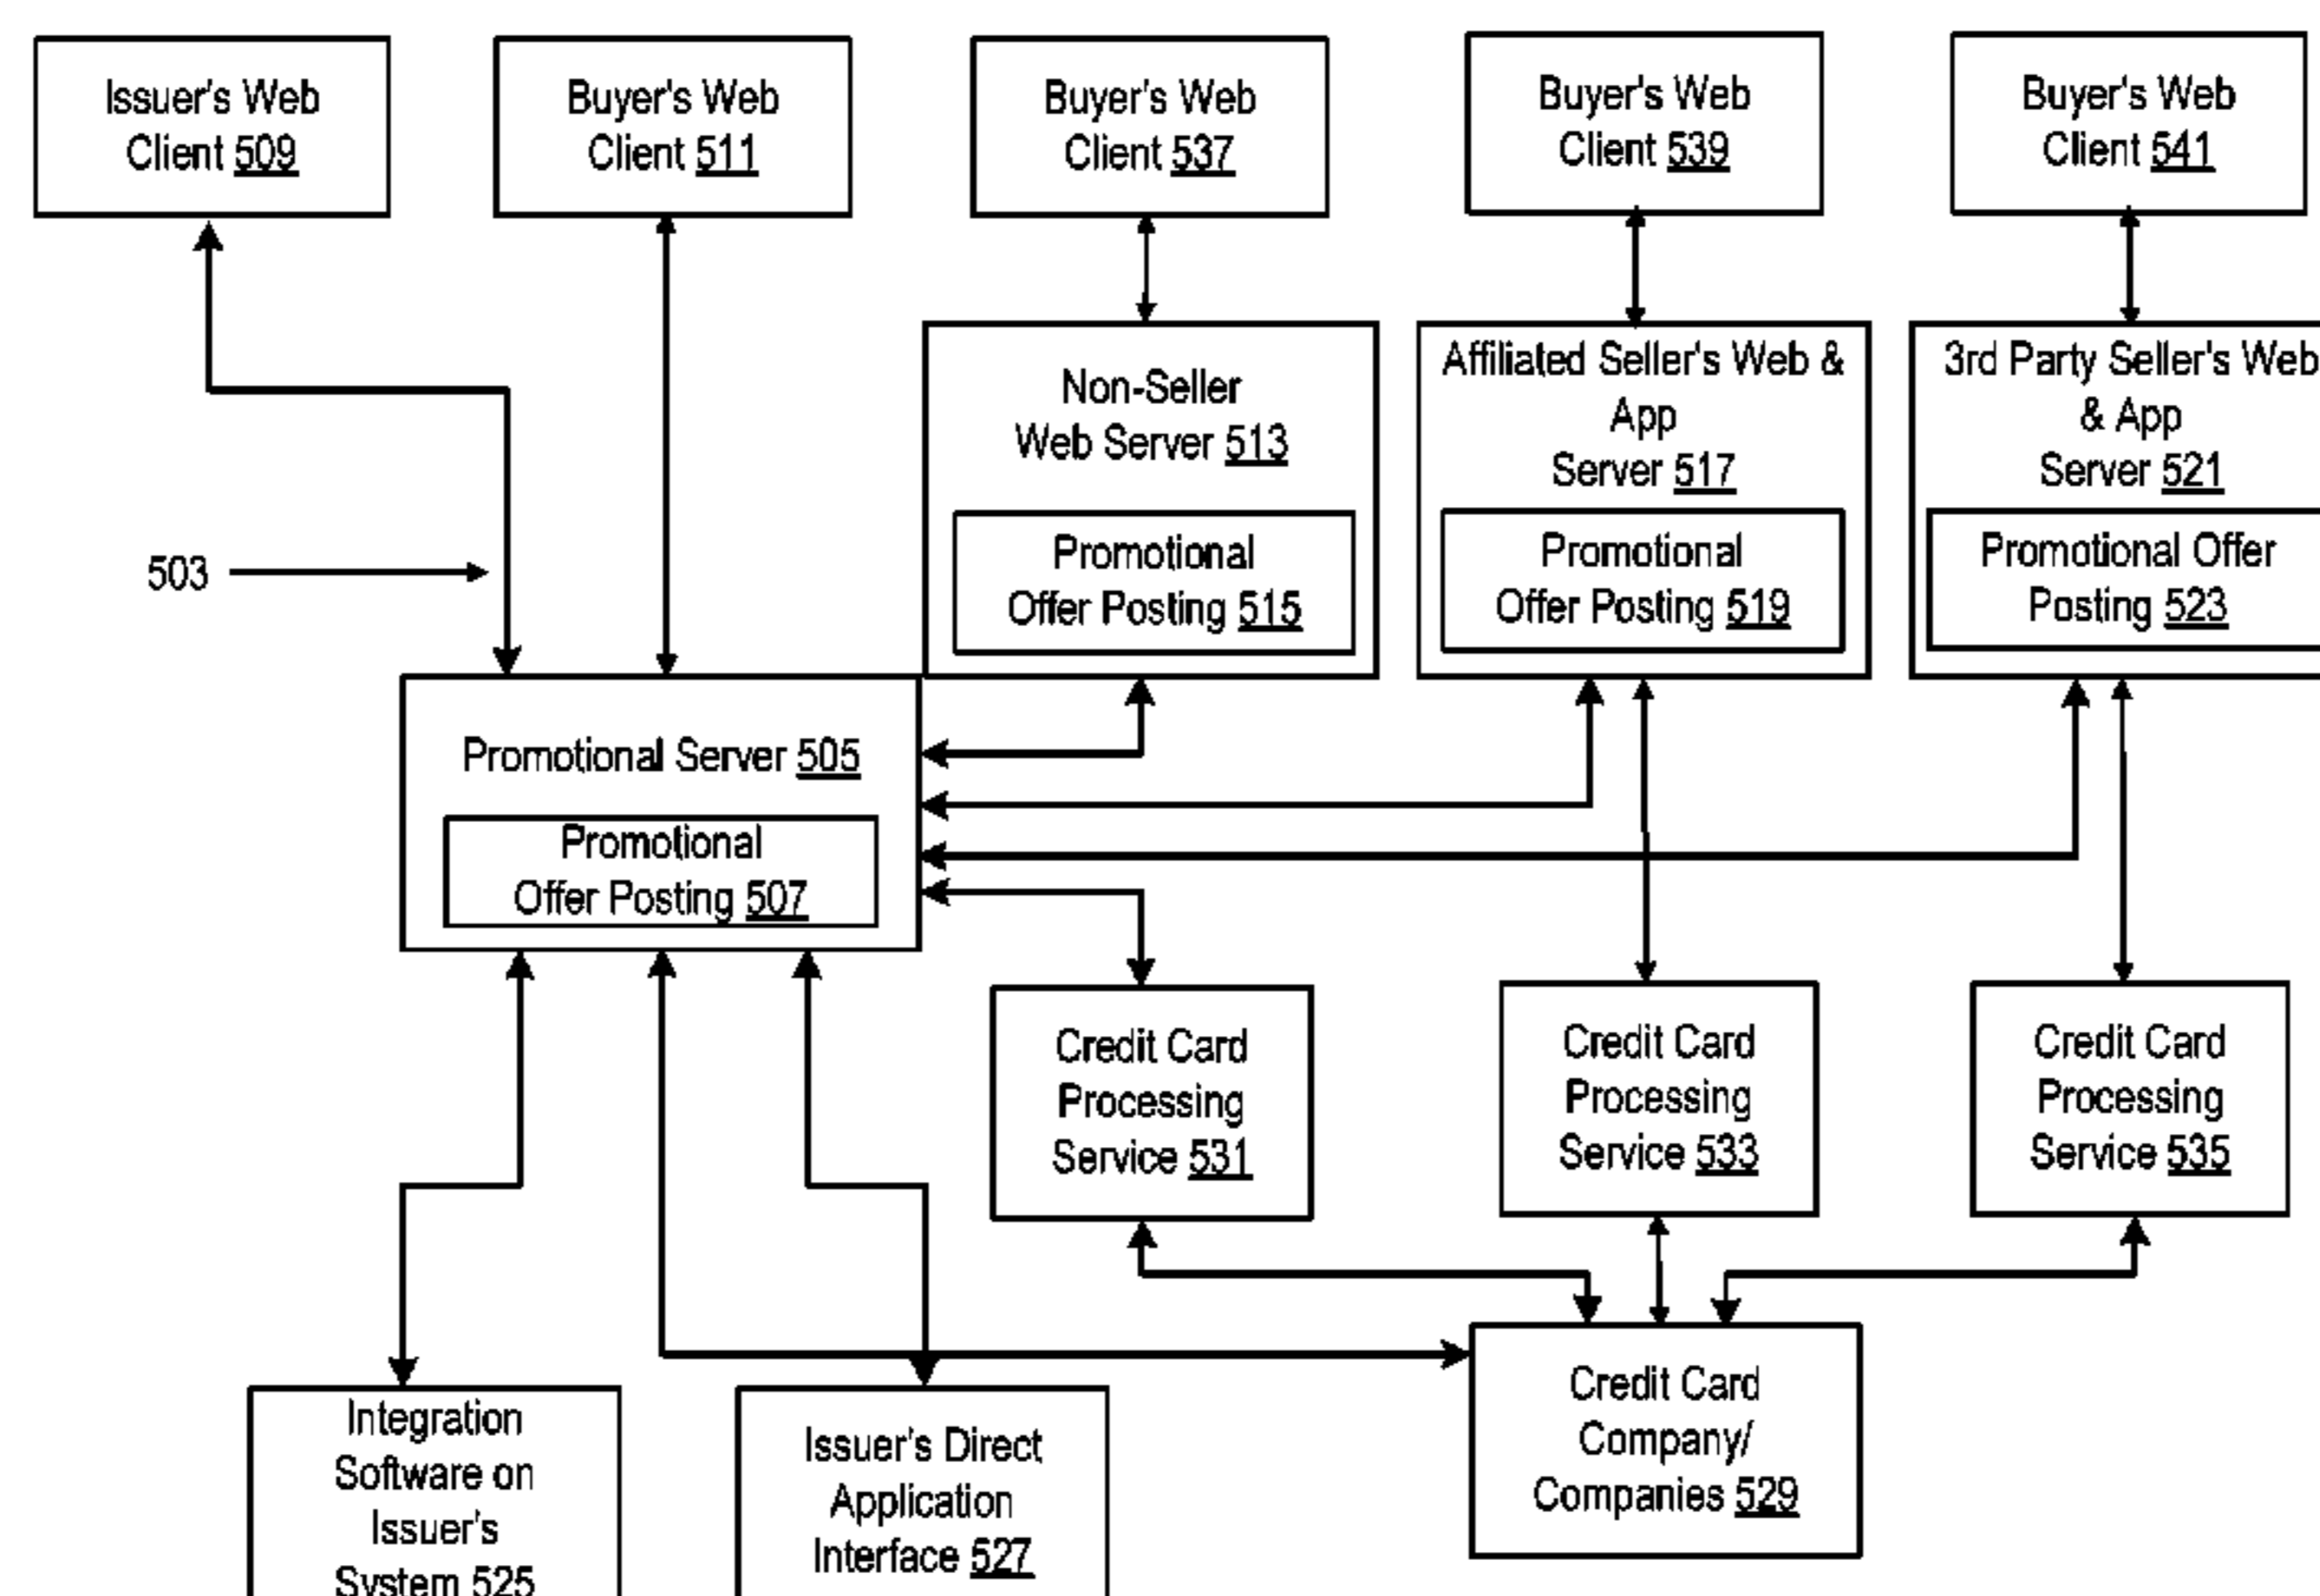 Issuer's Web
Client 509
Buyer's Web
Client 511
Buyer's Web
Client 537
Buyer's Web
Client 539
Buyer's Web
Client 541
Non-Seller
Web Server 513
Promotional
Offer Posting 515
Affiliated Seller's Web &
App
Server 517
Promotional
Offer Posting 519
3rd Party Seller's Web
& App
Server 521
Promotional Offer
Posting 523
503
Promotional Server 505
Promotional
Offer Posting 507
Credit Card
Processing
Service 531
Credit Card
Processing
Service 533
Credit Card
Processing
Service 535
Integration
Software on
Issuer's
System 525
Issuer's Direct
Application
Interface 527
Credit Card
Company/
Companies 529